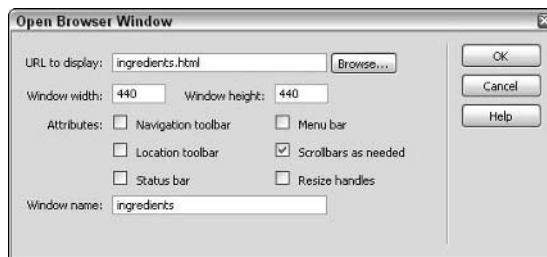 Open Browser Window
URL to display: ingredients.html Browse... OK
Window width: 440 Window height: 440 Cancel
Attributes: Navigation toolbar Menu bar Help
Location toolbar Scrollbars as needed
Status bar Resize handles
Window name: ingredients